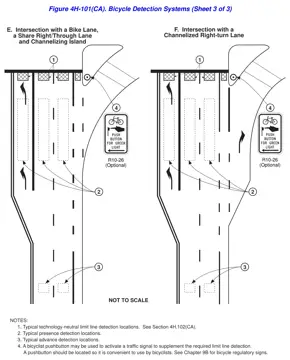 Figure 4H-101(CA). Bicycle Detection Systems (Sheet 3 of 3)
E. Intersection with a Bike Lane,
a Share Right/Through Lane
and Channelizing Island
F. Intersection with a
Channelized Right-turn Lane
1
1
4
4
PUSH
BUTTON
FOR GREEN
LIGHT
PUSH
BUTTON
FOR GREEN
LIGHT
R10-26
(Optional)
R10-26
(Optional)
2
3
3
NOT TO SCALE
NOTES:
1. Typical technology-neutral limit line detection locations. See Section 4H.102(CA).
2. Typical presence detection locations.
3. Typical advance detection locations.
4. A bicyclist pushbutton may be used to activate a traffic signal to supplement the required limit line detection.
A pushbutton should be located so it is convenient to use by bicyclists. See Chapter 9B for bicycle regulatory signs.